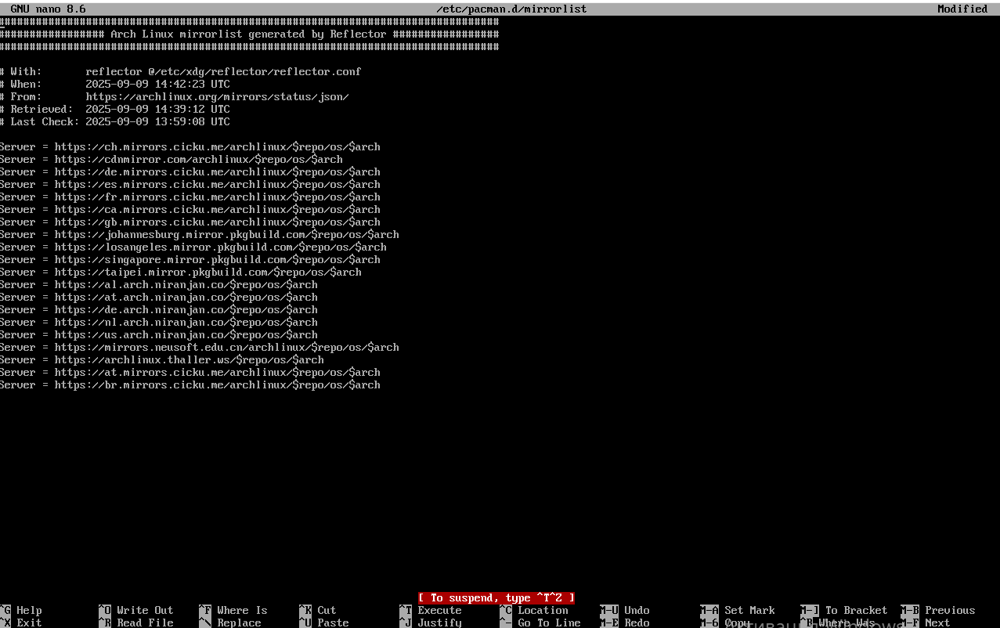 GNU nano 8.6 /etc/pacman.d/mirrorlist Modified
################################################################################
################# Arch Linux mirrorlist generated by Reflector #################
################################################################################
# With:       reflector @/etc/xdg/reflector/reflector.conf
# When:       2025-09-09 14:42:23 UTC
# From:       https://archlinux.org/mirrors/status/json/
# Retrieved:  2025-09-09 14:39:12 UTC
# Last Check: 2025-09-09 13:59:08 UTC
Server = https://ch.mirrors.cicku.me/archlinux/$repo/os/$arch
Server = https://cdnmirror.com/archlinux/$repo/os/$arch
Server = https://de.mirrors.cicku.me/archlinux/$repo/os/$arch
Server = https://es.mirrors.cicku.me/archlinux/$repo/os/$arch
Server = https://fr.mirrors.cicku.me/archlinux/$repo/os/$arch
Server = https://ca.mirrors.cicku.me/archlinux/$repo/os/$arch
Server = https://gb.mirrors.cicku.me/archlinux/$repo/os/$arch
Server = https://johannesburg.mirror.pkgbuild.com/$repo/os/$arch
Server = https://losangeles.mirror.pkgbuild.com/$repo/os/$arch
Server = https://singapore.mirror.pkgbuild.com/$repo/os/$arch
Server = https://taipei.mirror.pkgbuild.com/$repo/os/$arch
Server = https://al.arch.niranjan.co/$repo/os/$arch
Server = https://at.arch.niranjan.co/$repo/os/$arch
Server = https://de.arch.niranjan.co/$repo/os/$arch
Server = https://nl.arch.niranjan.co/$repo/os/$arch
Server = https://us.arch.niranjan.co/$repo/os/$arch
Server = https://mirrors.neusoft.edu.cn/archlinux/$repo/os/$arch
Server = https://archlinux.thaller.ws/$repo/os/$arch
Server = https://at.mirrors.cicku.me/archlinux/$repo/os/$arch
Server = https://br.mirrors.cicku.me/archlinux/$repo/os/$arch
[ To suspend, type ^T^Z ]
^G Help ^O Write Out ^F Where Is ^K Cut ^T Execute ^C Location M-U Undo M-A Set Mark M-] To Bracket M-B Previous
^X Exit ^R Read File ^\ Replace ^U Paste ^J Justify ^- Go To Line M-E Redo M-6 Copy ^B Where Was M-F Next